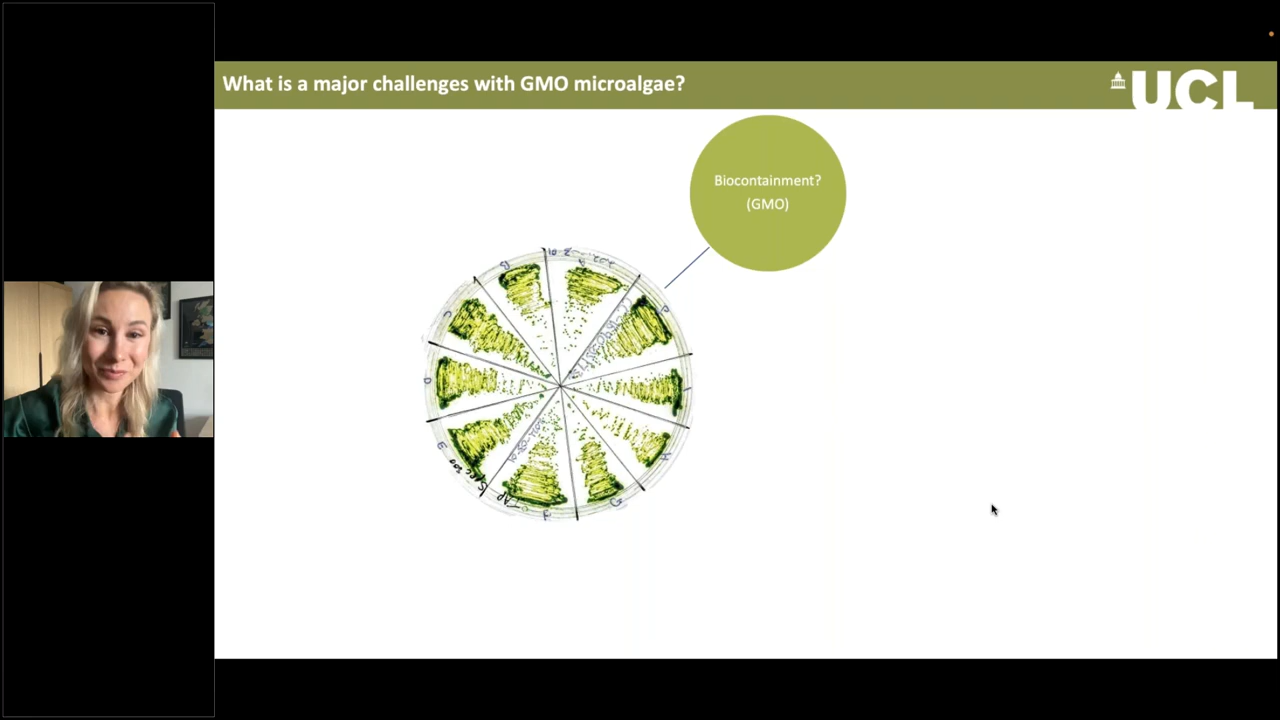 What is a major challenges with GMO microalgae?
UCL
Biocontainment?
(GMO)